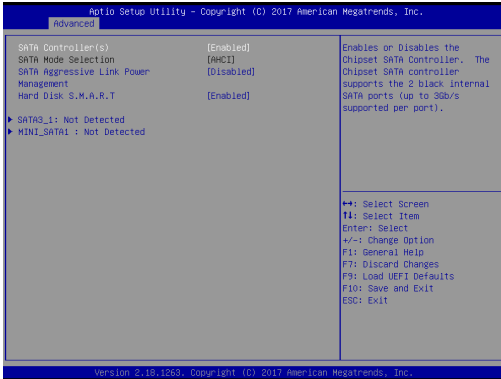 Aptio Setup Utility - Copyright (C) 2017 American Megatrends, Inc.
Advanced
SATA Controller(s) [Enabled]
SATA Mode Selection [AHCI]
SATA Aggressive Link Power [Disabled]
Management
Hard Disk S.M.A.R.T [Enabled]
SATA3_1: Not Detected
MINI_SATA1 : Not Detected
Enables or Disables the
Chipset SATA Controller. The
Chipset SATA controller
supports the 2 black internal
SATA ports (up to 3Gb/s
supported per port).
↔: Select Screen
↑↓: Select Item
Enter: Select
+/-: Change Option
F1: General Help
F7: Discard Changes
F9: Load UEFI Defaults
F10: Save and Exit
ESC: Exit
Version 2.18.1263. Copyright (C) 2017 American Megatrends, Inc.